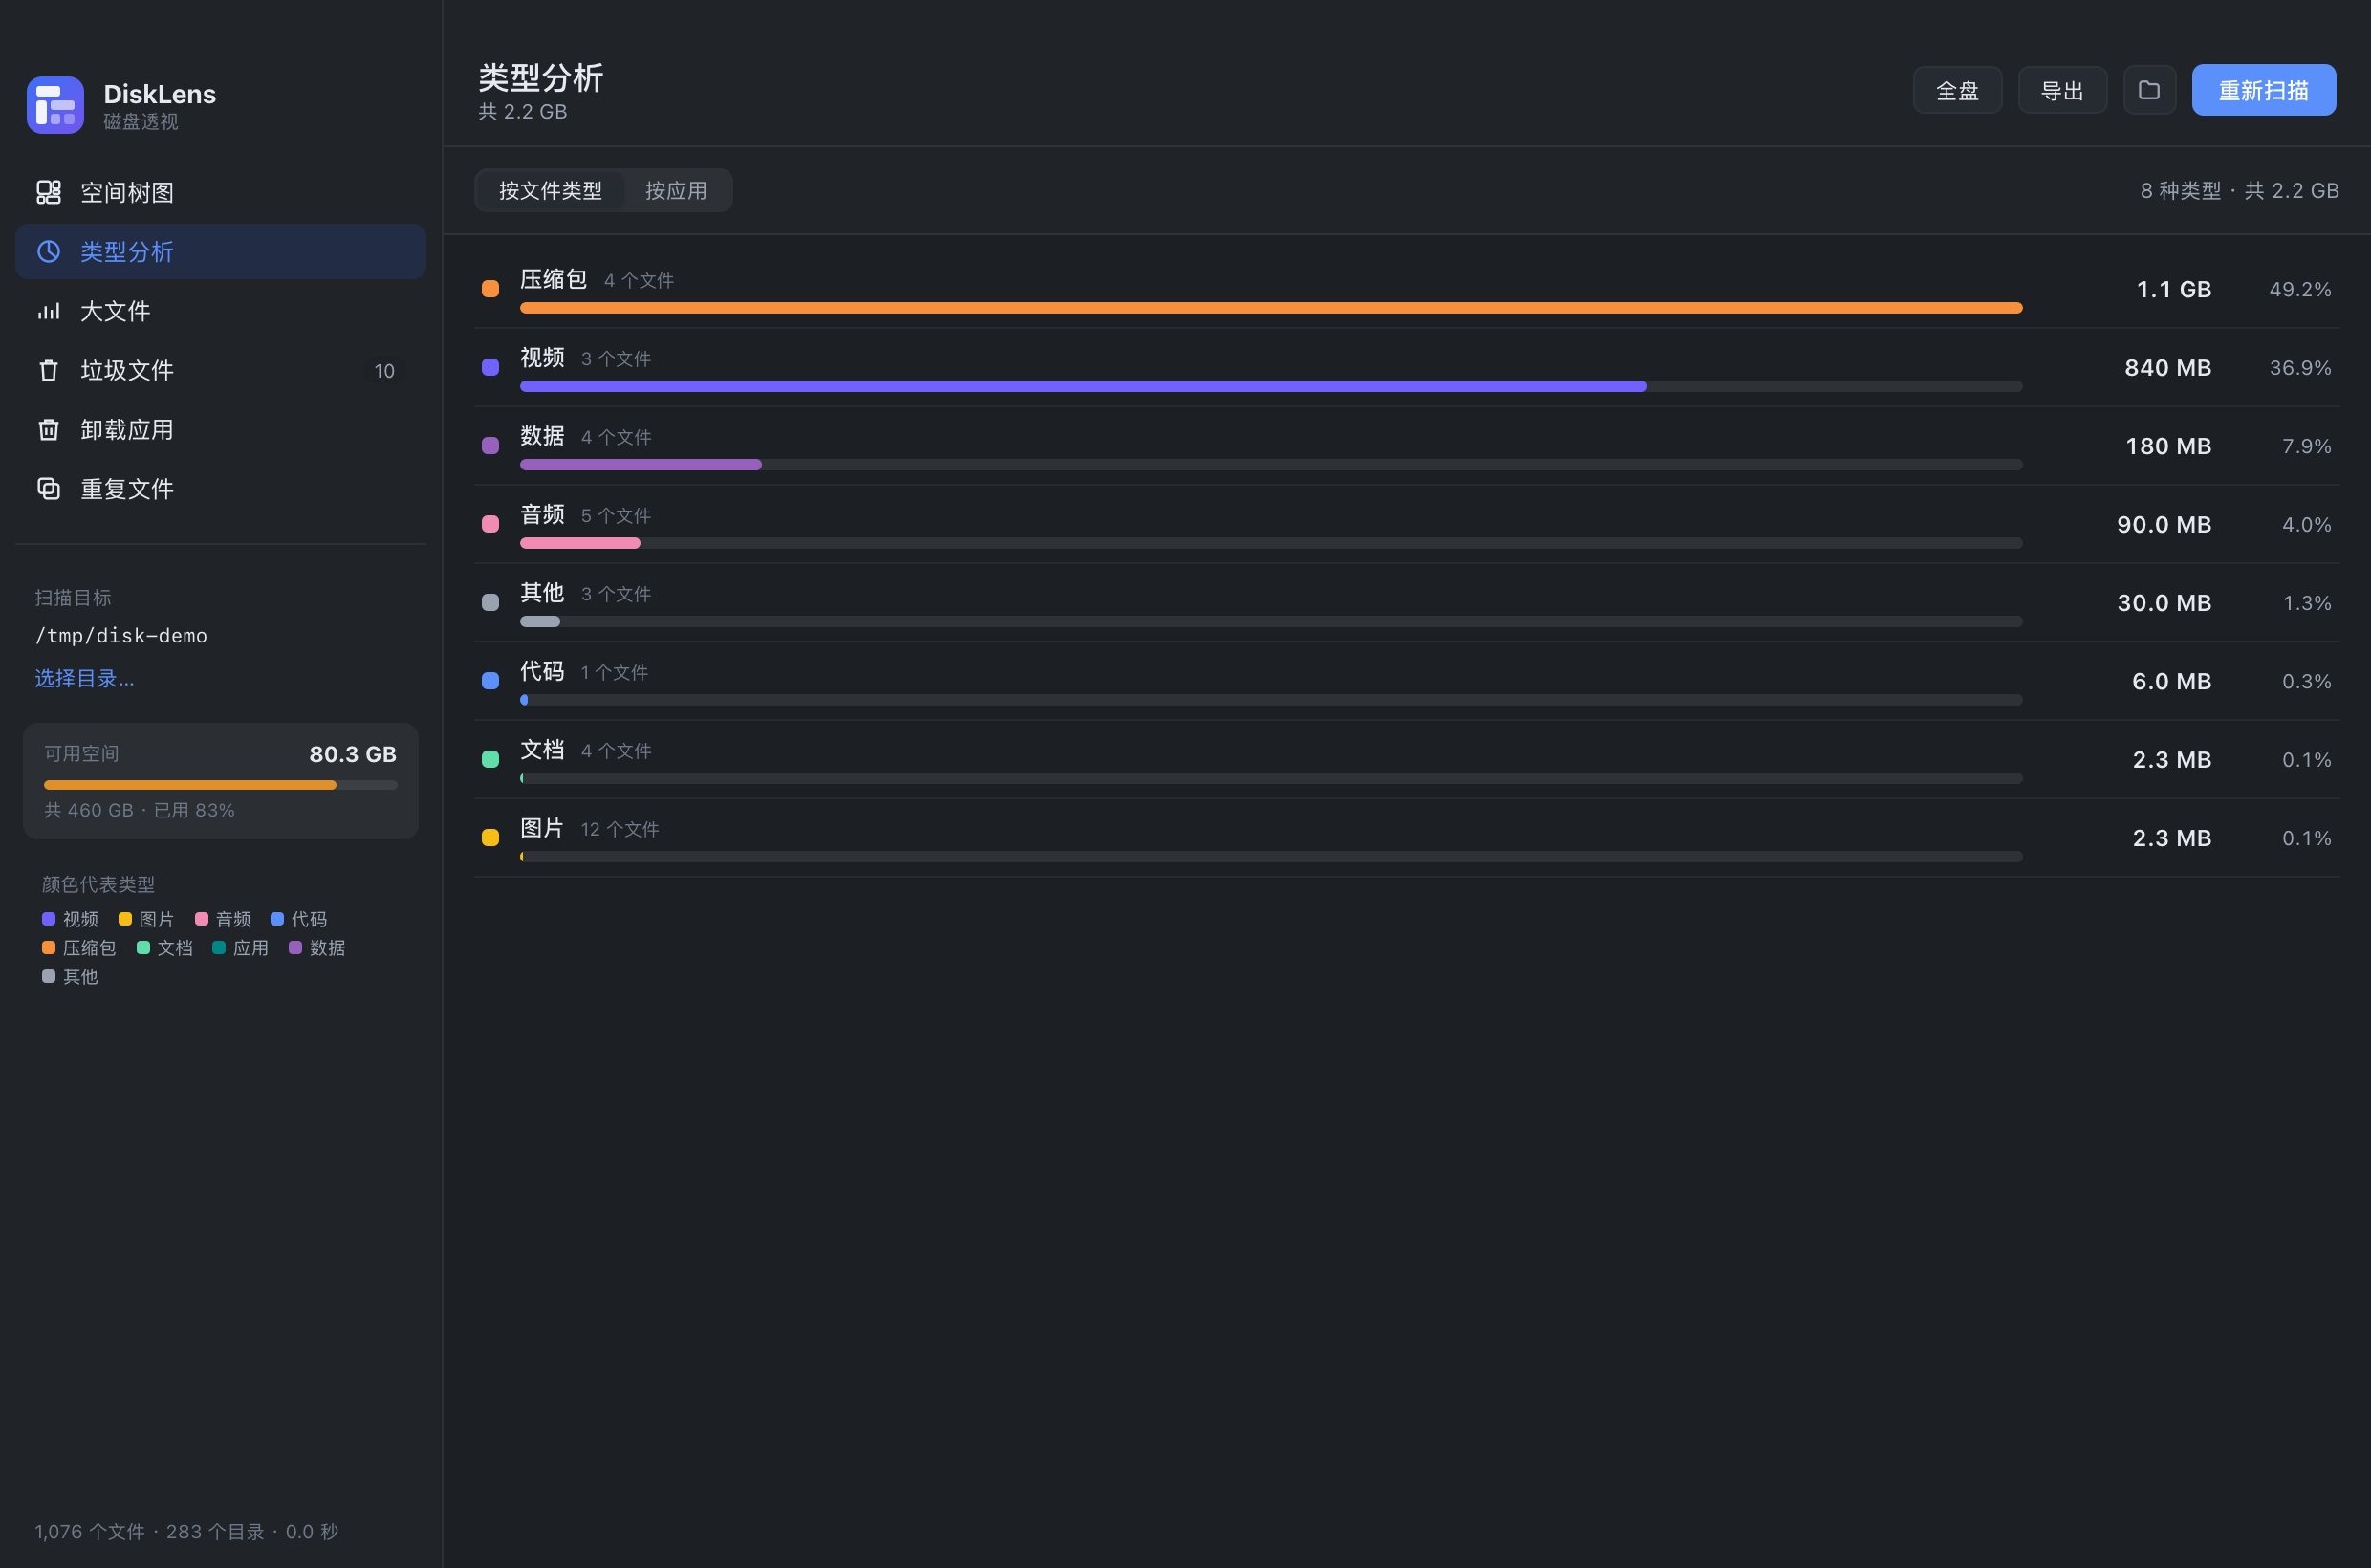 DiskLens
磁盘透视
空间树图
类型分析
大文件
垃圾文件 10
卸载应用
重复文件
扫描目标
/tmp/disk-demo
选择目录...
可用空间 80.3 GB
共 460 GB · 已用 83%
颜色代表类型
视频 图片 音频 代码
压缩包 文档 应用 数据
其他
1,076 个文件 · 283 个目录 · 0.0 秒
类型分析
共 2.2 GB
全盘 导出 重新扫描
按文件类型 按应用 8 种类型 · 共 2.2 GB
压缩包 4 个文件 1.1 GB 49.2%
视频 3 个文件 840 MB 36.9%
数据 4 个文件 180 MB 7.9%
音频 5 个文件 90.0 MB 4.0%
其他 3 个文件 30.0 MB 1.3%
代码 1 个文件 6.0 MB 0.3%
文档 4 个文件 2.3 MB 0.1%
图片 12 个文件 2.3 MB 0.1%